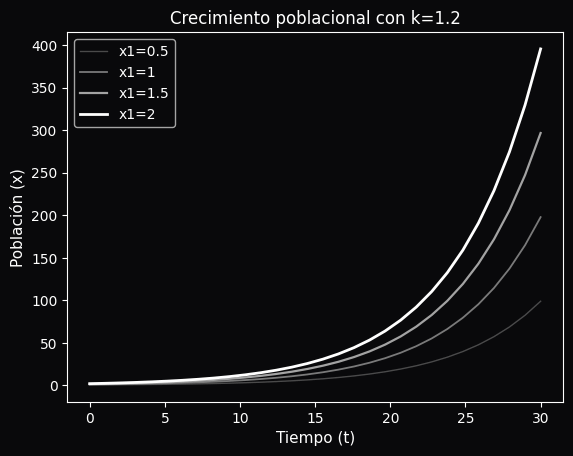 Crecimiento poblacional con k=1.2
x1=0.5
x1=1
x1=1.5
x1=2
Población (x)
400
350
300
250
200
150
100
50
0
0 5 10 15 20 25 30
Tiempo (t)